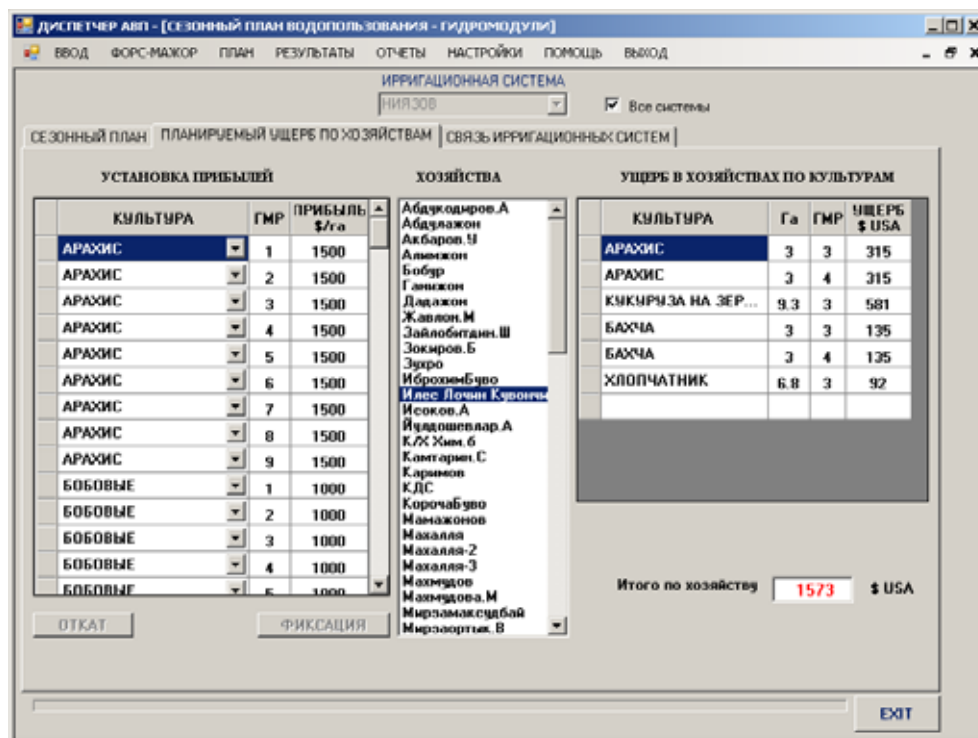 ДИСПЕТЧЕР АВП - [СЕЗОННЫЙ ПЛАН ВОДОПОЛЬЗОВАНИЯ - ГИДРОМОДУЛИ]
ВВОД ФОРС-МАЖОР ПЛАН РЕЗУЛЬТАТЫ ОТЧЕТЫ НАСТРОЙКИ ПОМОЩЬ ВЫХОД
ИРРИГАЦИОННАЯ СИСТЕМА
НИЯЗОВ Все системы
СЕЗОННЫЙ ПЛАН ПЛАНИРУЕМЫЙ УЩЕРБ ПО ХОЗЯЙСТВАМ СВЯЗЬ ИРРИГАЦИОННЫХ СИСТЕМ
УСТАНОВКА ПРИБЫЛЕЙ
КУЛЬТУРА ГМР ПРИБЫЛЬ $/га
АРАХИС 1 1500
АРАХИС 2 1500
АРАХИС 3 1500
АРАХИС 4 1500
АРАХИС 5 1500
АРАХИС 6 1500
АРАХИС 7 1500
АРАХИС 8 1500
АРАХИС 9 1500
БОБОВЫЕ 1 1000
БОБОВЫЕ 2 1000
БОБОВЫЕ 3 1000
БОБОВЫЕ 4 1000
БОБОВЫЕ 5 1000
ОТКАТ ФИКСАЦИЯ
ХОЗЯЙСТВА
Абдукодиров.А
Абдулажон
Акбаров.У
Алимжон
Бобур
Ганижон
Дадажон
Жавлон.М
Зайлобитдин.Ш
Зокиров.Б
Зухро
ИброхимБуво
Илес Лочин Кувончи
Исоков.А
Йулдошевлар.А
К/Х Хим.б
Камтарин.С
Каримов
КДС
КорочаБуво
Мамажонов
Махалля
Махалля-2
Махалля-3
Махмудов
Махмудова.М
Мирзамаксудбай
Мирзаортык.В
УЩЕРБ В ХОЗЯЙСТВАХ ПО КУЛЬТУРАМ
КУЛЬТУРА Га ГМР УЩЕРБ $ USA
АРАХИС 3 3 315
АРАХИС 3 4 315
КУКУРУЗА НА ЗЕР... 9.3 3 581
БАХЧА 3 3 135
БАХЧА 3 4 135
ХЛОПЧАТНИК 6.8 3 92
Итого по хозяйству 1573 $ USA
EXIT